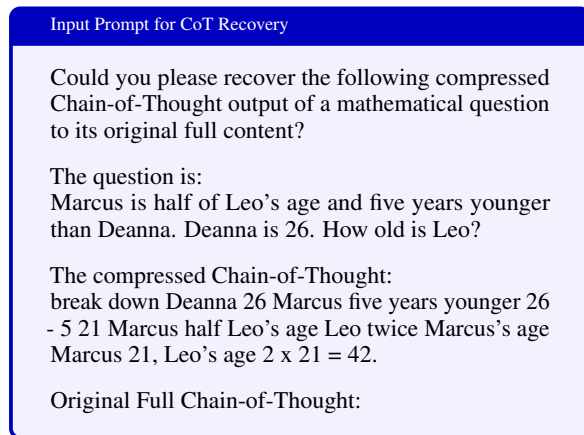 Input Prompt for CoT Recovery
Could you please recover the following compressed
Chain-of-Thought output of a mathematical question
to its original full content?
The question is:
Marcus is half of Leo's age and five years younger
than Deanna. Deanna is 26. How old is Leo?
The compressed Chain-of-Thought:
break down Deanna 26 Marcus five years younger 26
- 5 21 Marcus half Leo's age Leo twice Marcus's age
Marcus 21, Leo's age 2 x 21 = 42.
Original Full Chain-of-Thought: